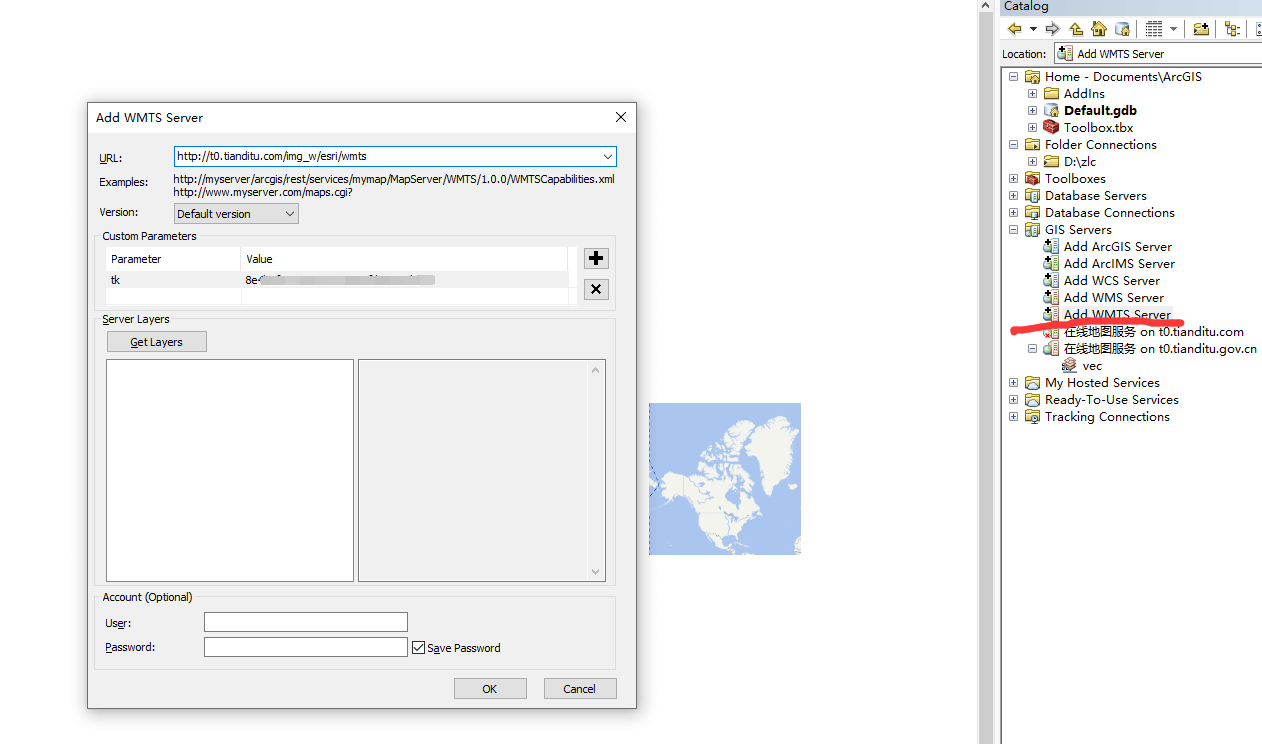 Add WMTS Server
URL:
http://t0.tianditu.com/img_w/esri/wmts
Examples:
http://myserver/arcgis/rest/services/mymap/MapServer/WMTS/1.0.0/WMTSCapabilities.xml
http://www.myserver.com/maps.cgi?
Version:
Default version
Custom Parameters
Parameter
Value
tk
Server Layers
Get Layers
Account (Optional)
User:
Password:
Save Password
OK
Cancel
Catalog
Location:
Add WMTS Server
Home - Documents\ArcGIS
AddIns
Default.gdb
Toolbox.tbx
Folder Connections
D:\zlc
Toolboxes
Database Servers
Database Connections
GIS Servers
Add ArcGIS Server
Add ArcIMS Server
Add WCS Server
Add WMS Server
Add WMTS Server
在线地图服务 on t0.tianditu.com
在线地图服务 on t0.tianditu.gov.cn
vec
My Hosted Services
Ready-To-Use Services
Tracking Connections